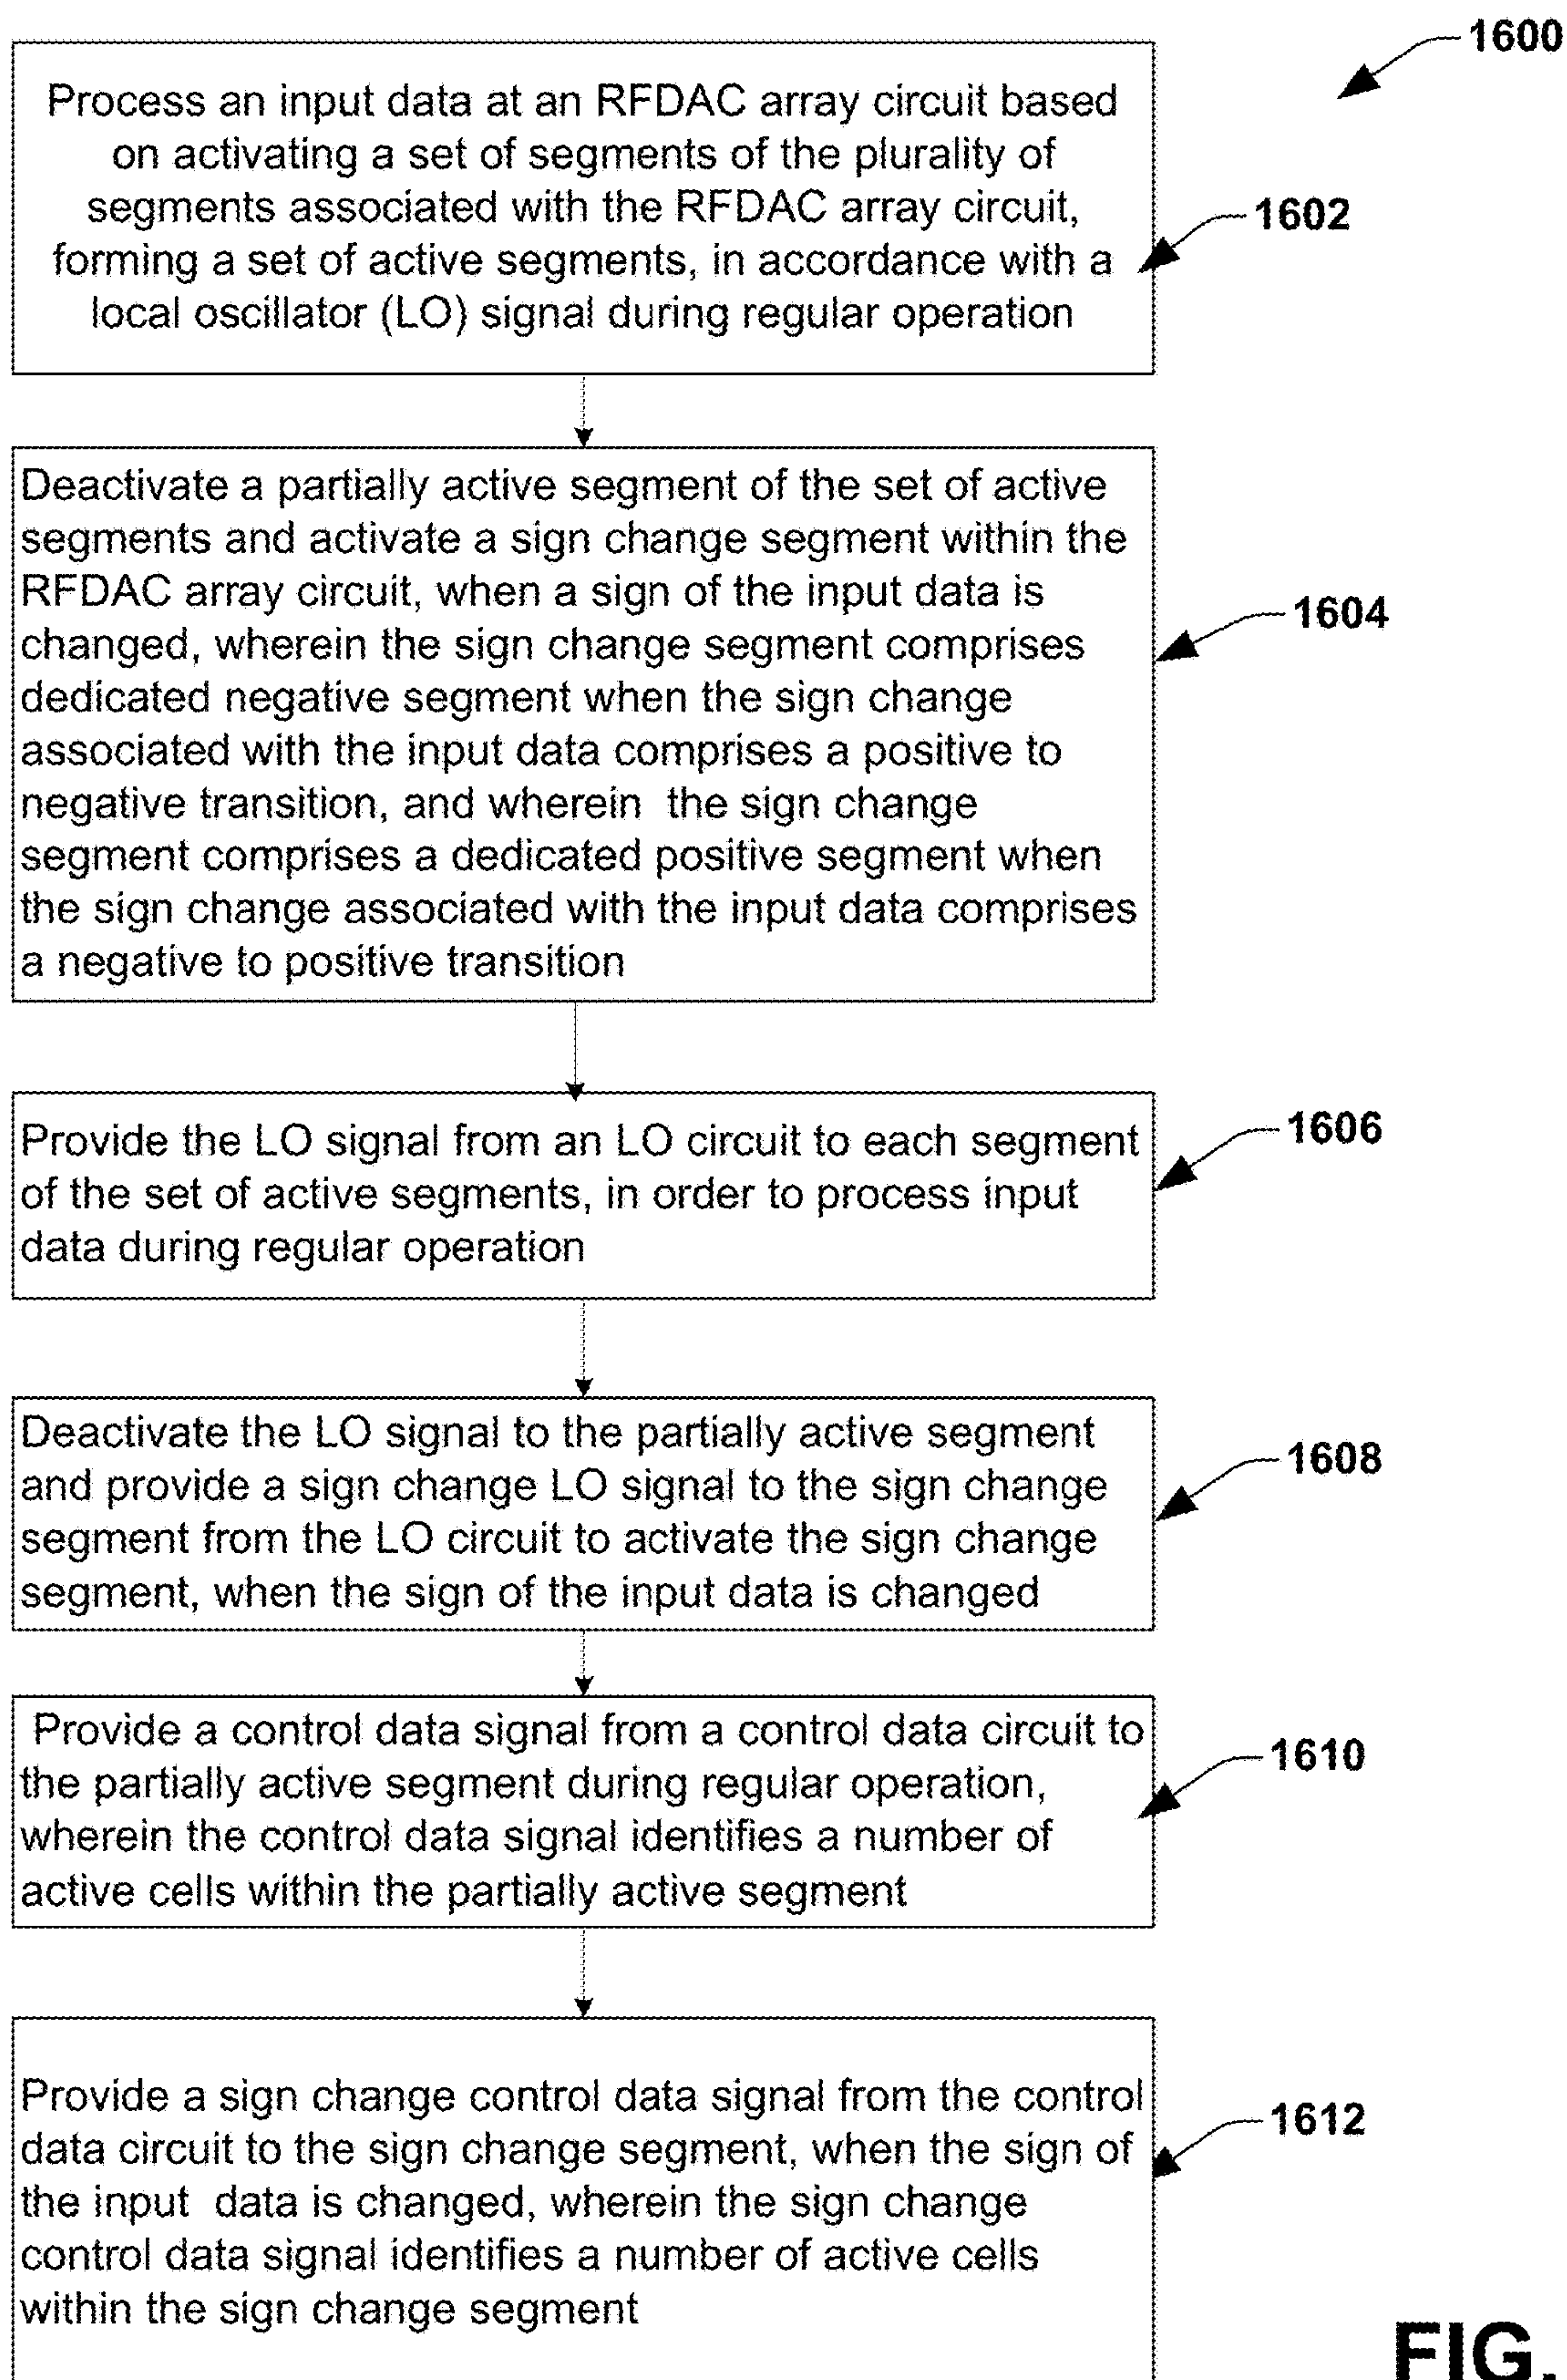 1600
Process an input data at an RFDAC array circuit based
on activating a set of segments of the plurality of
segments associated with the RFDAC array circuit,
forming a set of active segments, in accordance with a
local oscillator (LO) signal during regular operation
1602
Deactivate a partially active segment of the set of active
segments and activate a sign change segment within the
RFDAC array circuit, when a sign of the input data is
changed, wherein the sign change segment comprises
dedicated negative segment when the sign change
associated with the input data comprises a positive to
negative transition, and wherein the sign change
segment comprises a dedicated positive segment when
the sign change associated with the input data comprises
a negative to positive transition
1604
Provide the LO signal from an LO circuit to each segment
of the set of active segments, in order to process input
data during regular operation
1606
Deactivate the LO signal to the partially active segment
and provide a sign change LO signal to the sign change
segment from the LO circuit to activate the sign change
segment, when the sign of the input data is changed
1608
Provide a control data signal from a control data circuit to
the partially active segment during regular operation,
wherein the control data signal identifies a number of
active cells within the partially active segment
1610
Provide a sign change control data signal from the control
data circuit to the sign change segment, when the sign of
the input data is changed, wherein the sign change
control data signal identifies a number of active cells
within the sign change segment
1612
FIG.